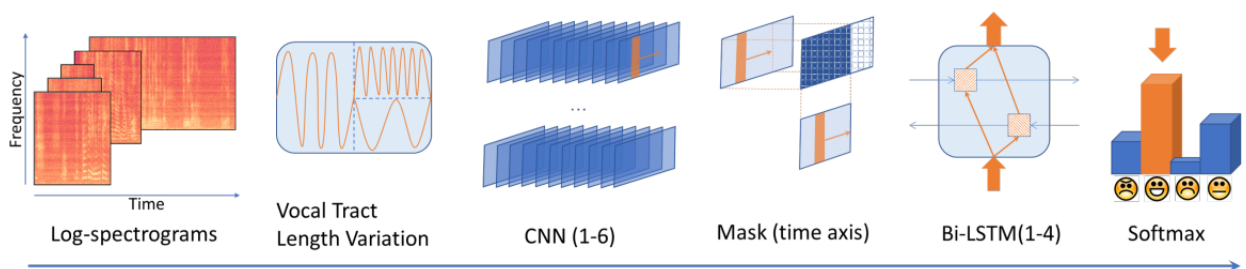 Frequency
Time
Log-spectrograms
Vocal Tract
Length Variation
...
CNN (1-6)
Mask (time axis)
Bi-LSTM(1-4)
Softmax